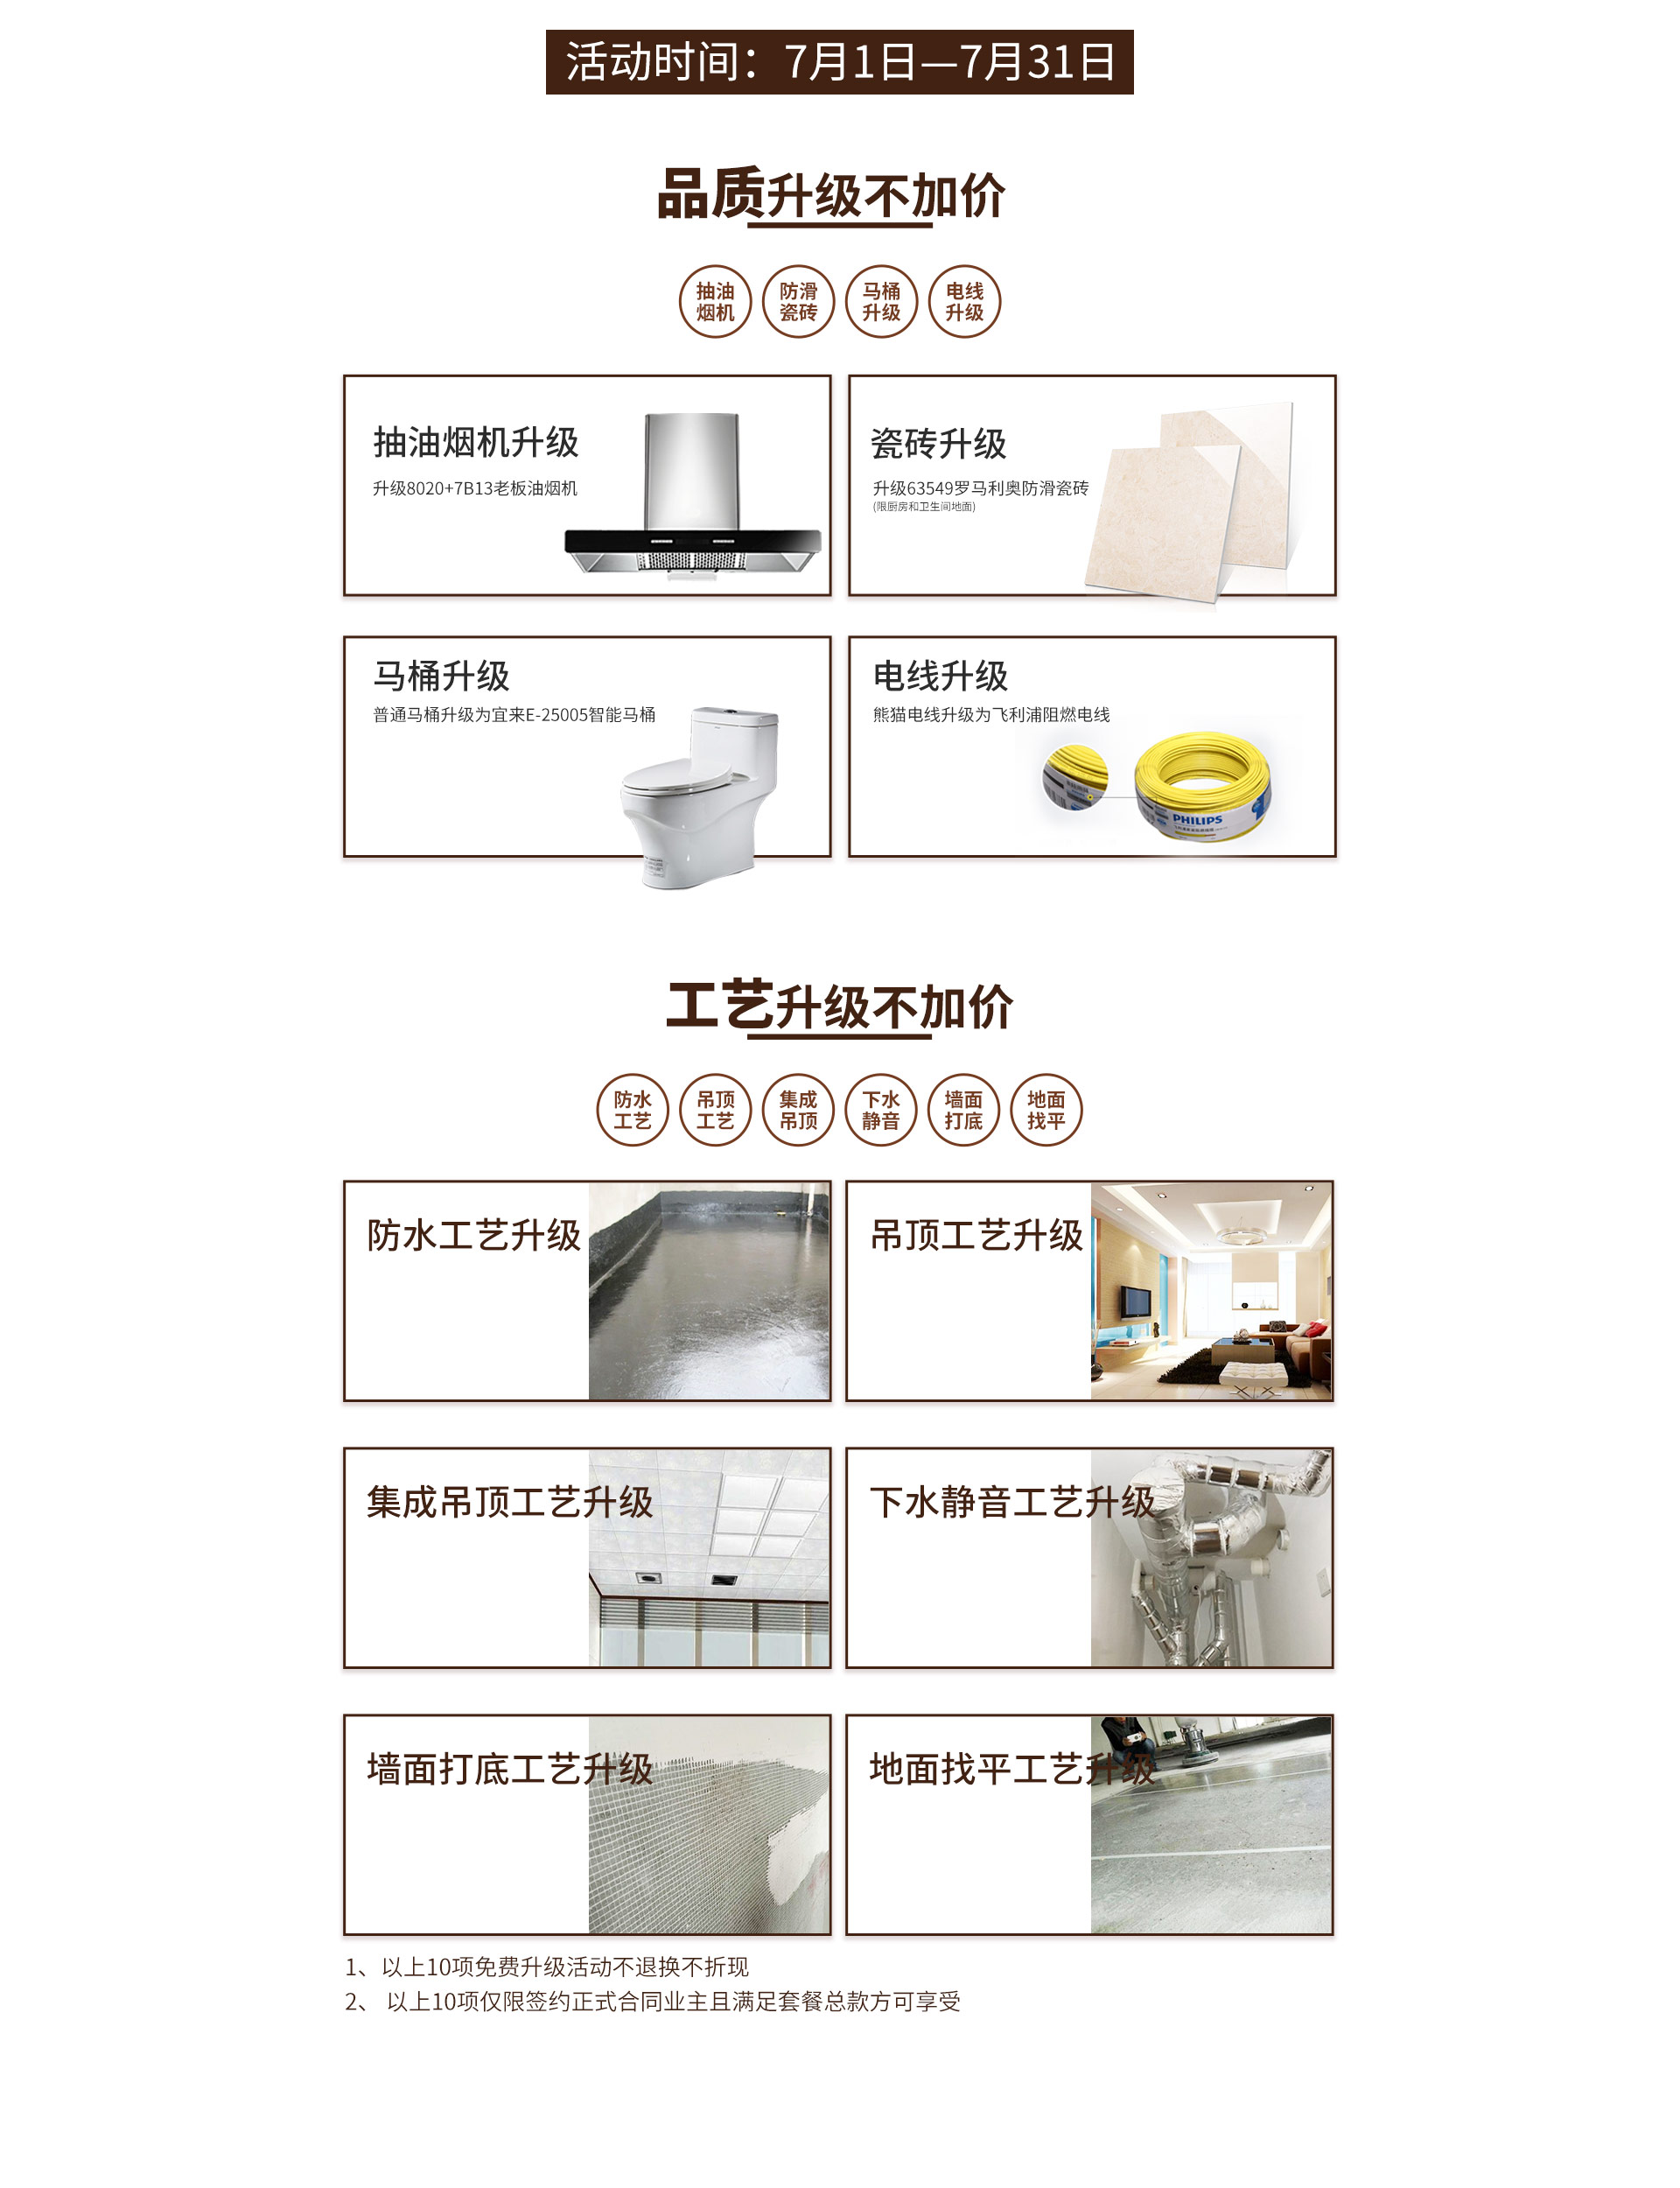 活动时间：7月1日—7月31日
品质升级不加价
抽油
烟机
防滑
瓷砖
马桶
升级
电线
升级
抽油烟机升级
升级8020+7B13老板油烟机
瓷砖升级
升级63549罗马利奥防滑瓷砖
(限厨房和卫生间地面)
马桶升级
普通马桶升级为宜来E-25005智能马桶
电线升级
熊猫电线升级为飞利浦阻燃电线
PHILIPS
工艺升级不加价
防水
工艺
吊顶
工艺
集成
吊顶
下水
静音
墙面
打底
地面
找平
防水工艺升级
吊顶工艺升级
集成吊顶工艺升级
下水静音工艺升级
墙面打底工艺升级
地面找平工艺升级
1、以上10项免费升级活动不退换不折现
2、 以上10项仅限签约正式合同业主且满足套餐总款方可享受